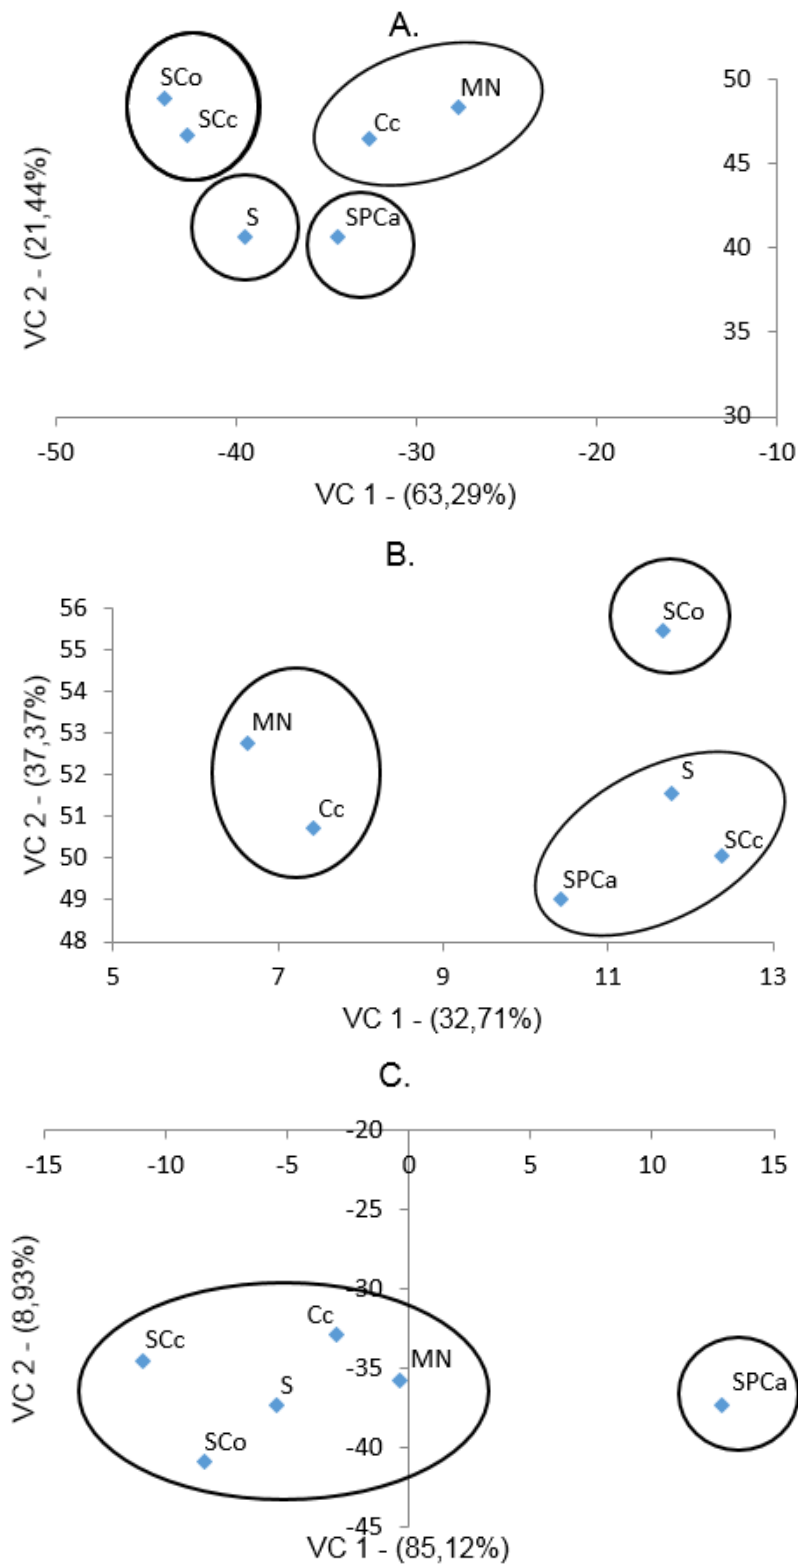 A.
SCo
SCc
MN
Cc
S
SPCa
50
45
40
35
30
-50 -40 -30 -20 -10
VC 2 - (21,44%)
VC 1 - (63,29%)
B.
56
55
54
53
52
51
50
49
48
SCo
MN
S
Cc
SCc
SPCa
5 7 9 11 13
VC 2 - (37,37%)
VC 1 - (32,71%)
C.
-20
-15 -10 -5 0 5 10 15
-25
-30
-35
-40
-45
Cc
SCc
MN
S
SPCa
SCo
VC 2 - (8,93%)
VC 1 - (85,12%)